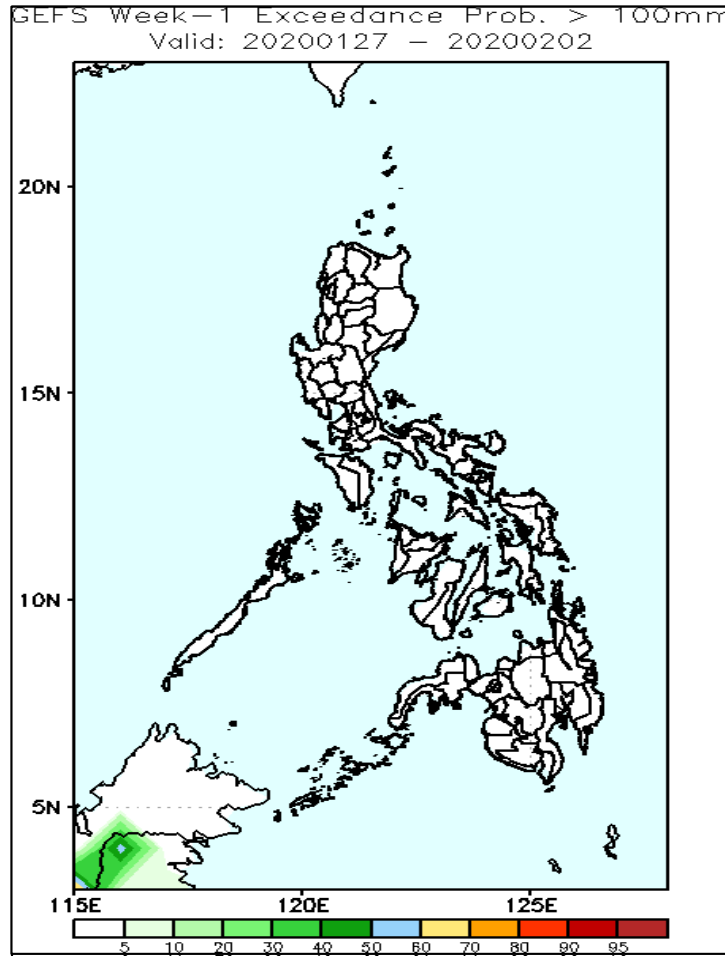 GEFS Week-1 Exceedance Prob. > 100mm
Valid: 20200127 - 20200202
20N
15N
10N
5N
115E 120E 125E
5 10 20 30 40 50 60 70 80 90 95